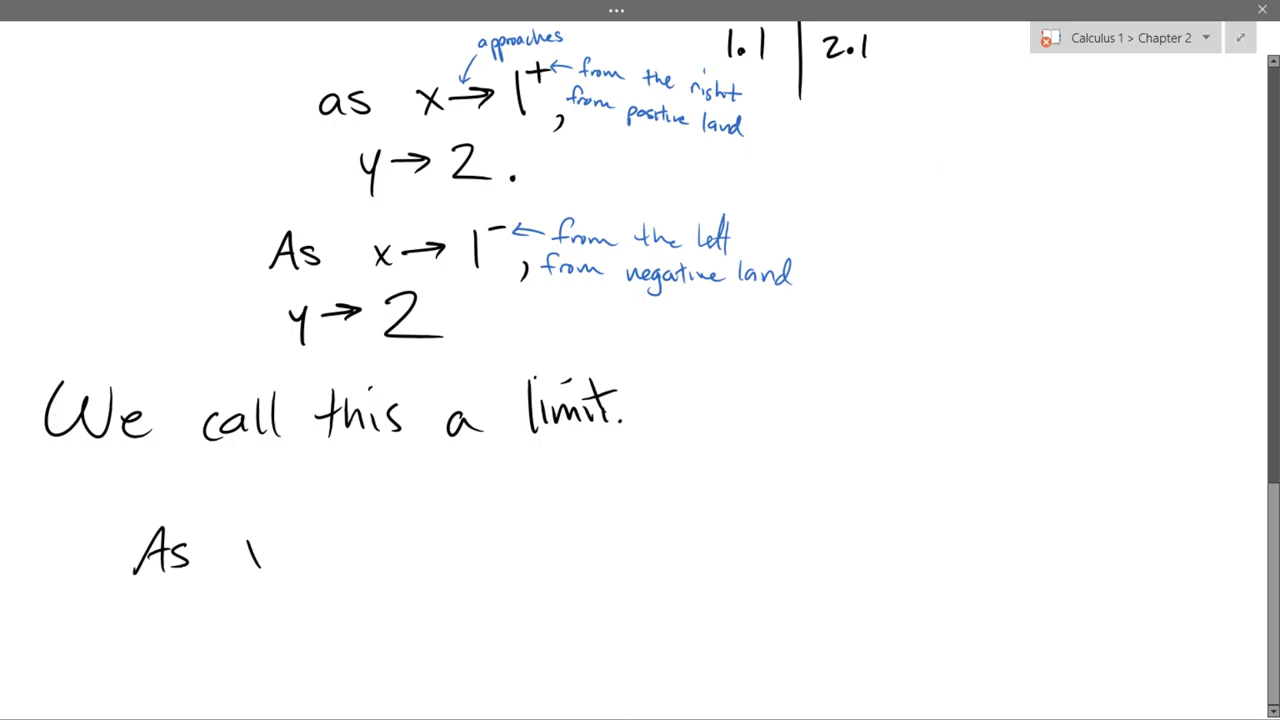 Calculus 1 > Chapter 2
1.1 | 2.1
approaches
as x → 1⁺,
← from the right
from positive land
y → 2.
As x → 1⁻,
← from the left
from negative land
y → 2
We call this a limit.
As \